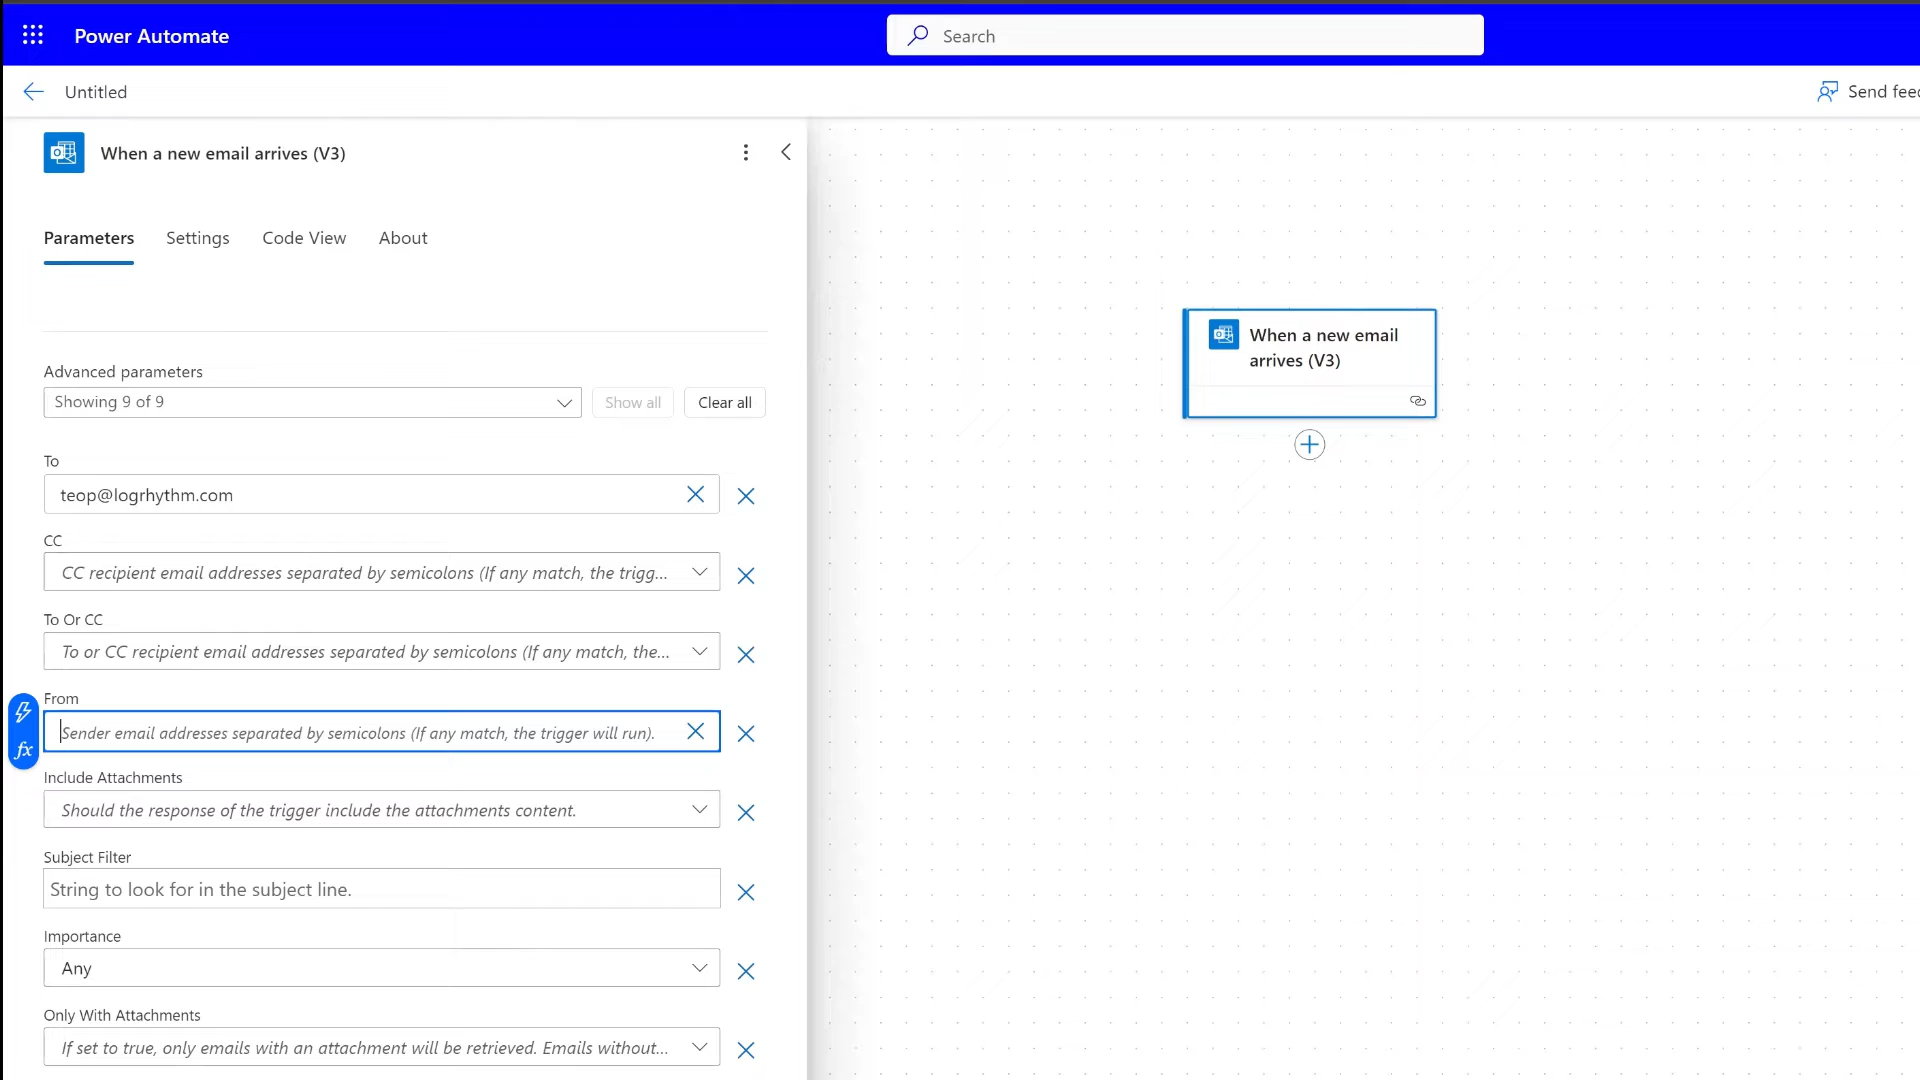 Power Automate
Search
Untitled
Send feed
When a new email arrives (V3)
Parameters
Settings
Code View
About
Advanced parameters
Showing 9 of 9
Show all
Clear all
To
teop@logrhythm.com
CC
CC recipient email addresses separated by semicolons (If any match, the trigg...
To Or CC
To or CC recipient email addresses separated by semicolons (If any match, the...
From
fx
Sender email addresses separated by semicolons (If any match, the trigger will run).
Include Attachments
Should the response of the trigger include the attachments content.
Subject Filter
String to look for in the subject line.
Importance
Any
Only With Attachments
If set to true, only emails with an attachment will be retrieved. Emails without...
When a new email
arrives (V3)